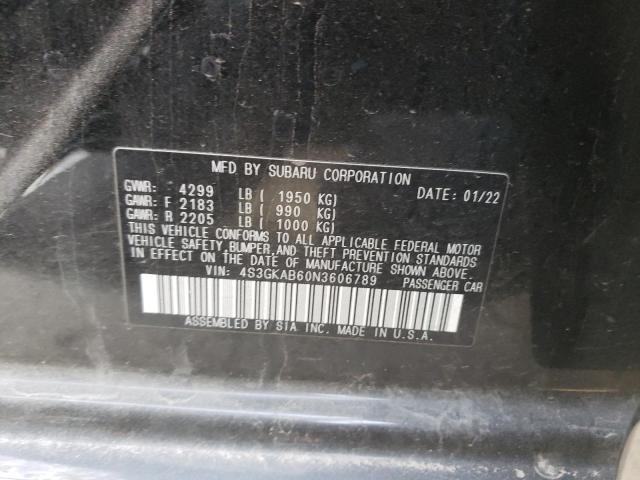 MFD BY SUBARU CORPORATION
GVWR: 4299 LB ( 1950 KG) DATE: 01/22
GAWR: F 2183 LB ( 990 KG)
GAWR: R 2205 LB ( 1000 KG)
THIS VEHICLE CONFORMS TO ALL APPLICABLE FEDERAL MOTOR
VEHICLE SAFETY, BUMPER, AND THEFT PREVENTION STANDARDS
IN EFFECT ON THE DATE OF MANUFACTURE SHOWN ABOVE.
VIN: 4S3GKAB60N3606789 PASSENGER CAR
ASSEMBLED BY SIA INC. MADE IN U.S.A.